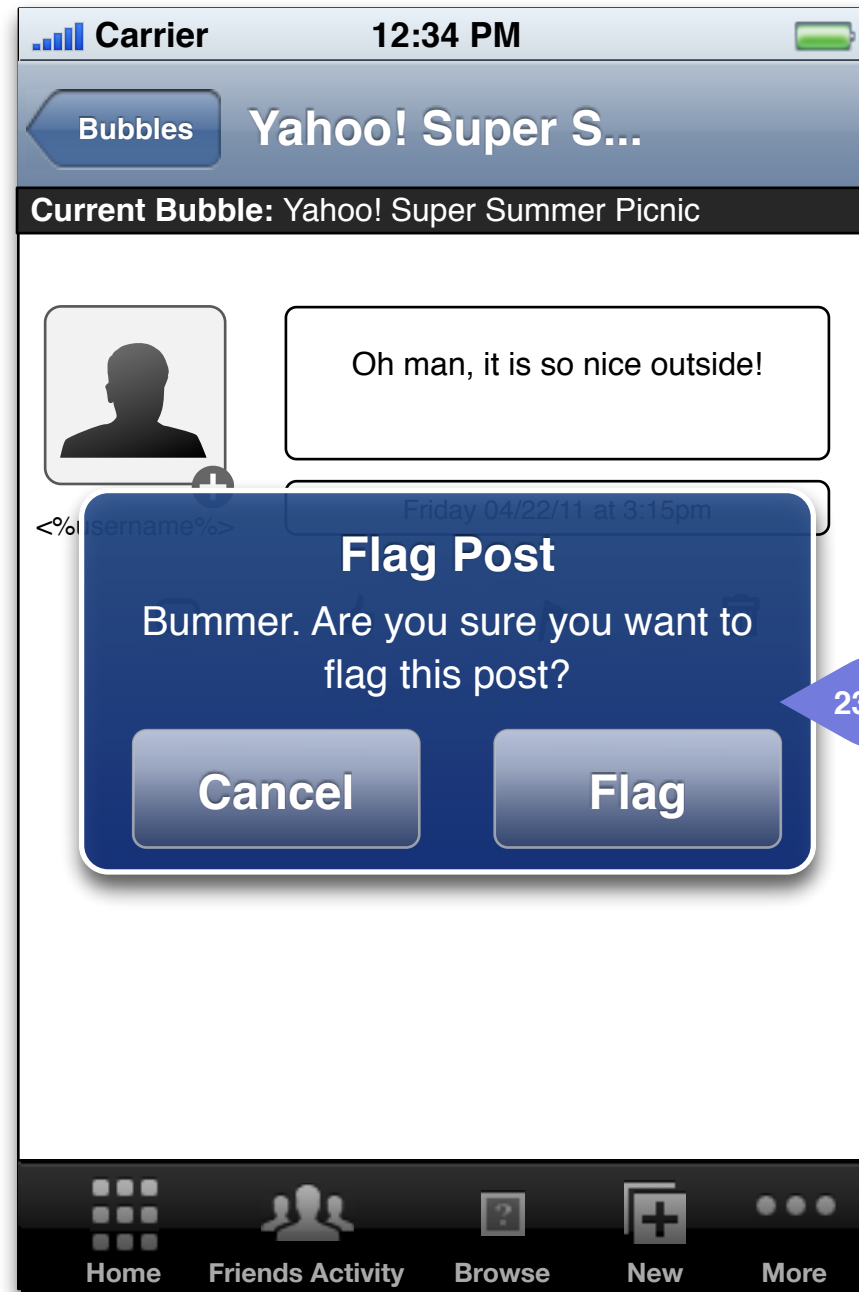 Carrier 12:34 PM
Bubbles Yahoo! Super S...
Current Bubble: Yahoo! Super Summer Picnic
Oh man, it is so nice outside!
<%username%>
Friday 04/22/11 at 3:15pm
Flag Post
Bummer. Are you sure you want to
flag this post?
23
Cancel Flag
?
Home Friends Activity Browse New More